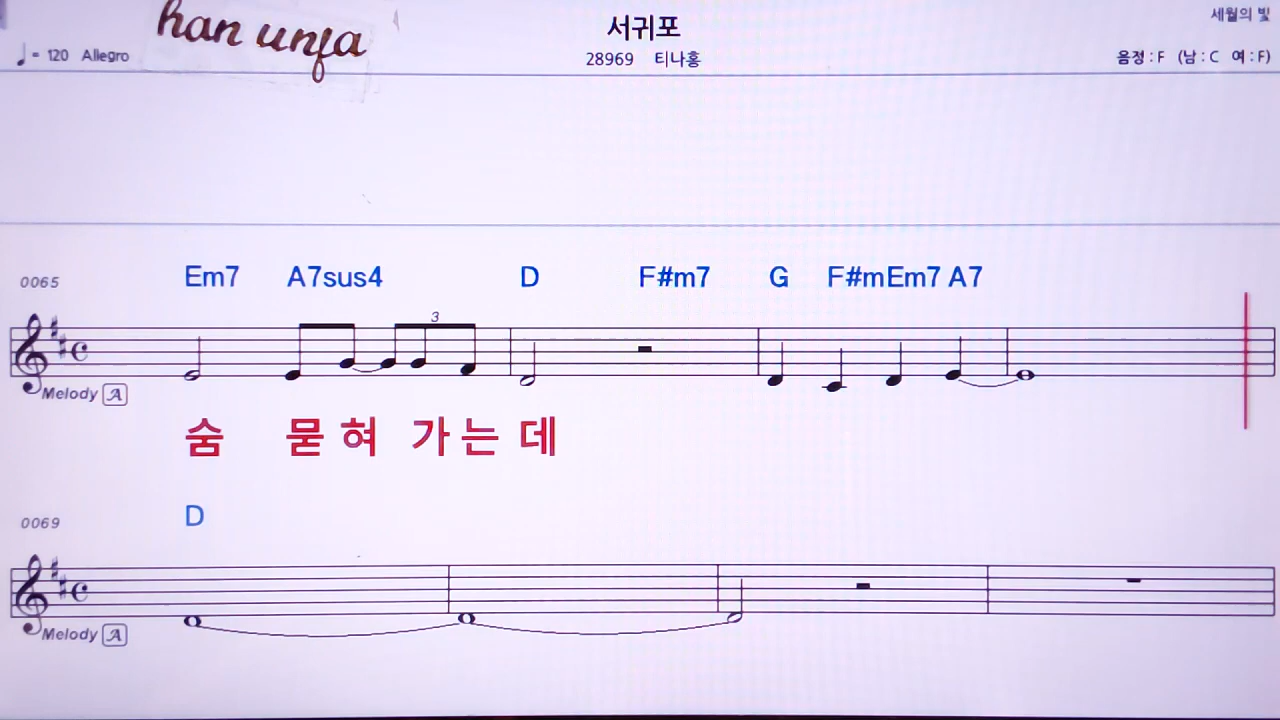 han unja
서귀포
세월의 빛
♩= 120 Allegro
28969 티나홍
음정 : F (남 : C 여 : F)
0065 Em7 A7sus4 D F#m7 G F#mEm7 A7
3
Melody A
숨 묻 혀 가 는 데
0069 D
Melody A